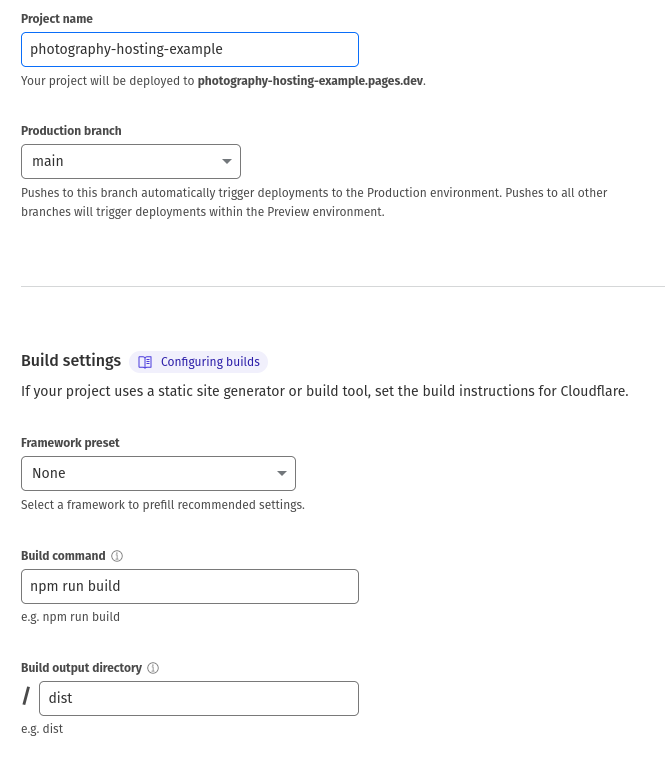 Project name
photography-hosting-example
Your project will be deployed to photography-hosting-example.pages.dev.
Production branch
main
Pushes to this branch automatically trigger deployments to the Production environment. Pushes to all other
branches will trigger deployments within the Preview environment.
Build settings Configuring builds
If your project uses a static site generator or build tool, set the build instructions for Cloudflare.
Framework preset
None
Select a framework to prefill recommended settings.
Build command
npm run build
e.g. npm run build
Build output directory
/ dist
e.g. dist